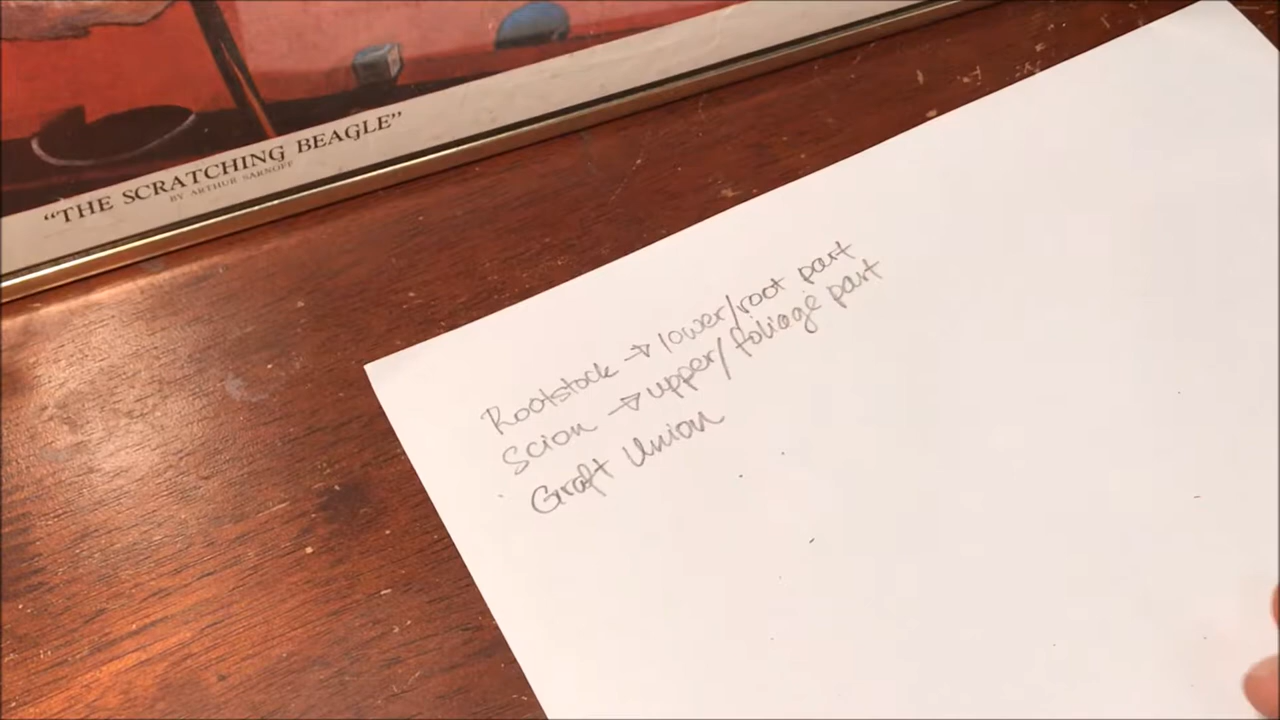 "THE SCRATCHING BEAGLE"
BY ARTHUR SARNOFF
Rootstock → lower/root part
Scion → upper/foliage part
Graft Union